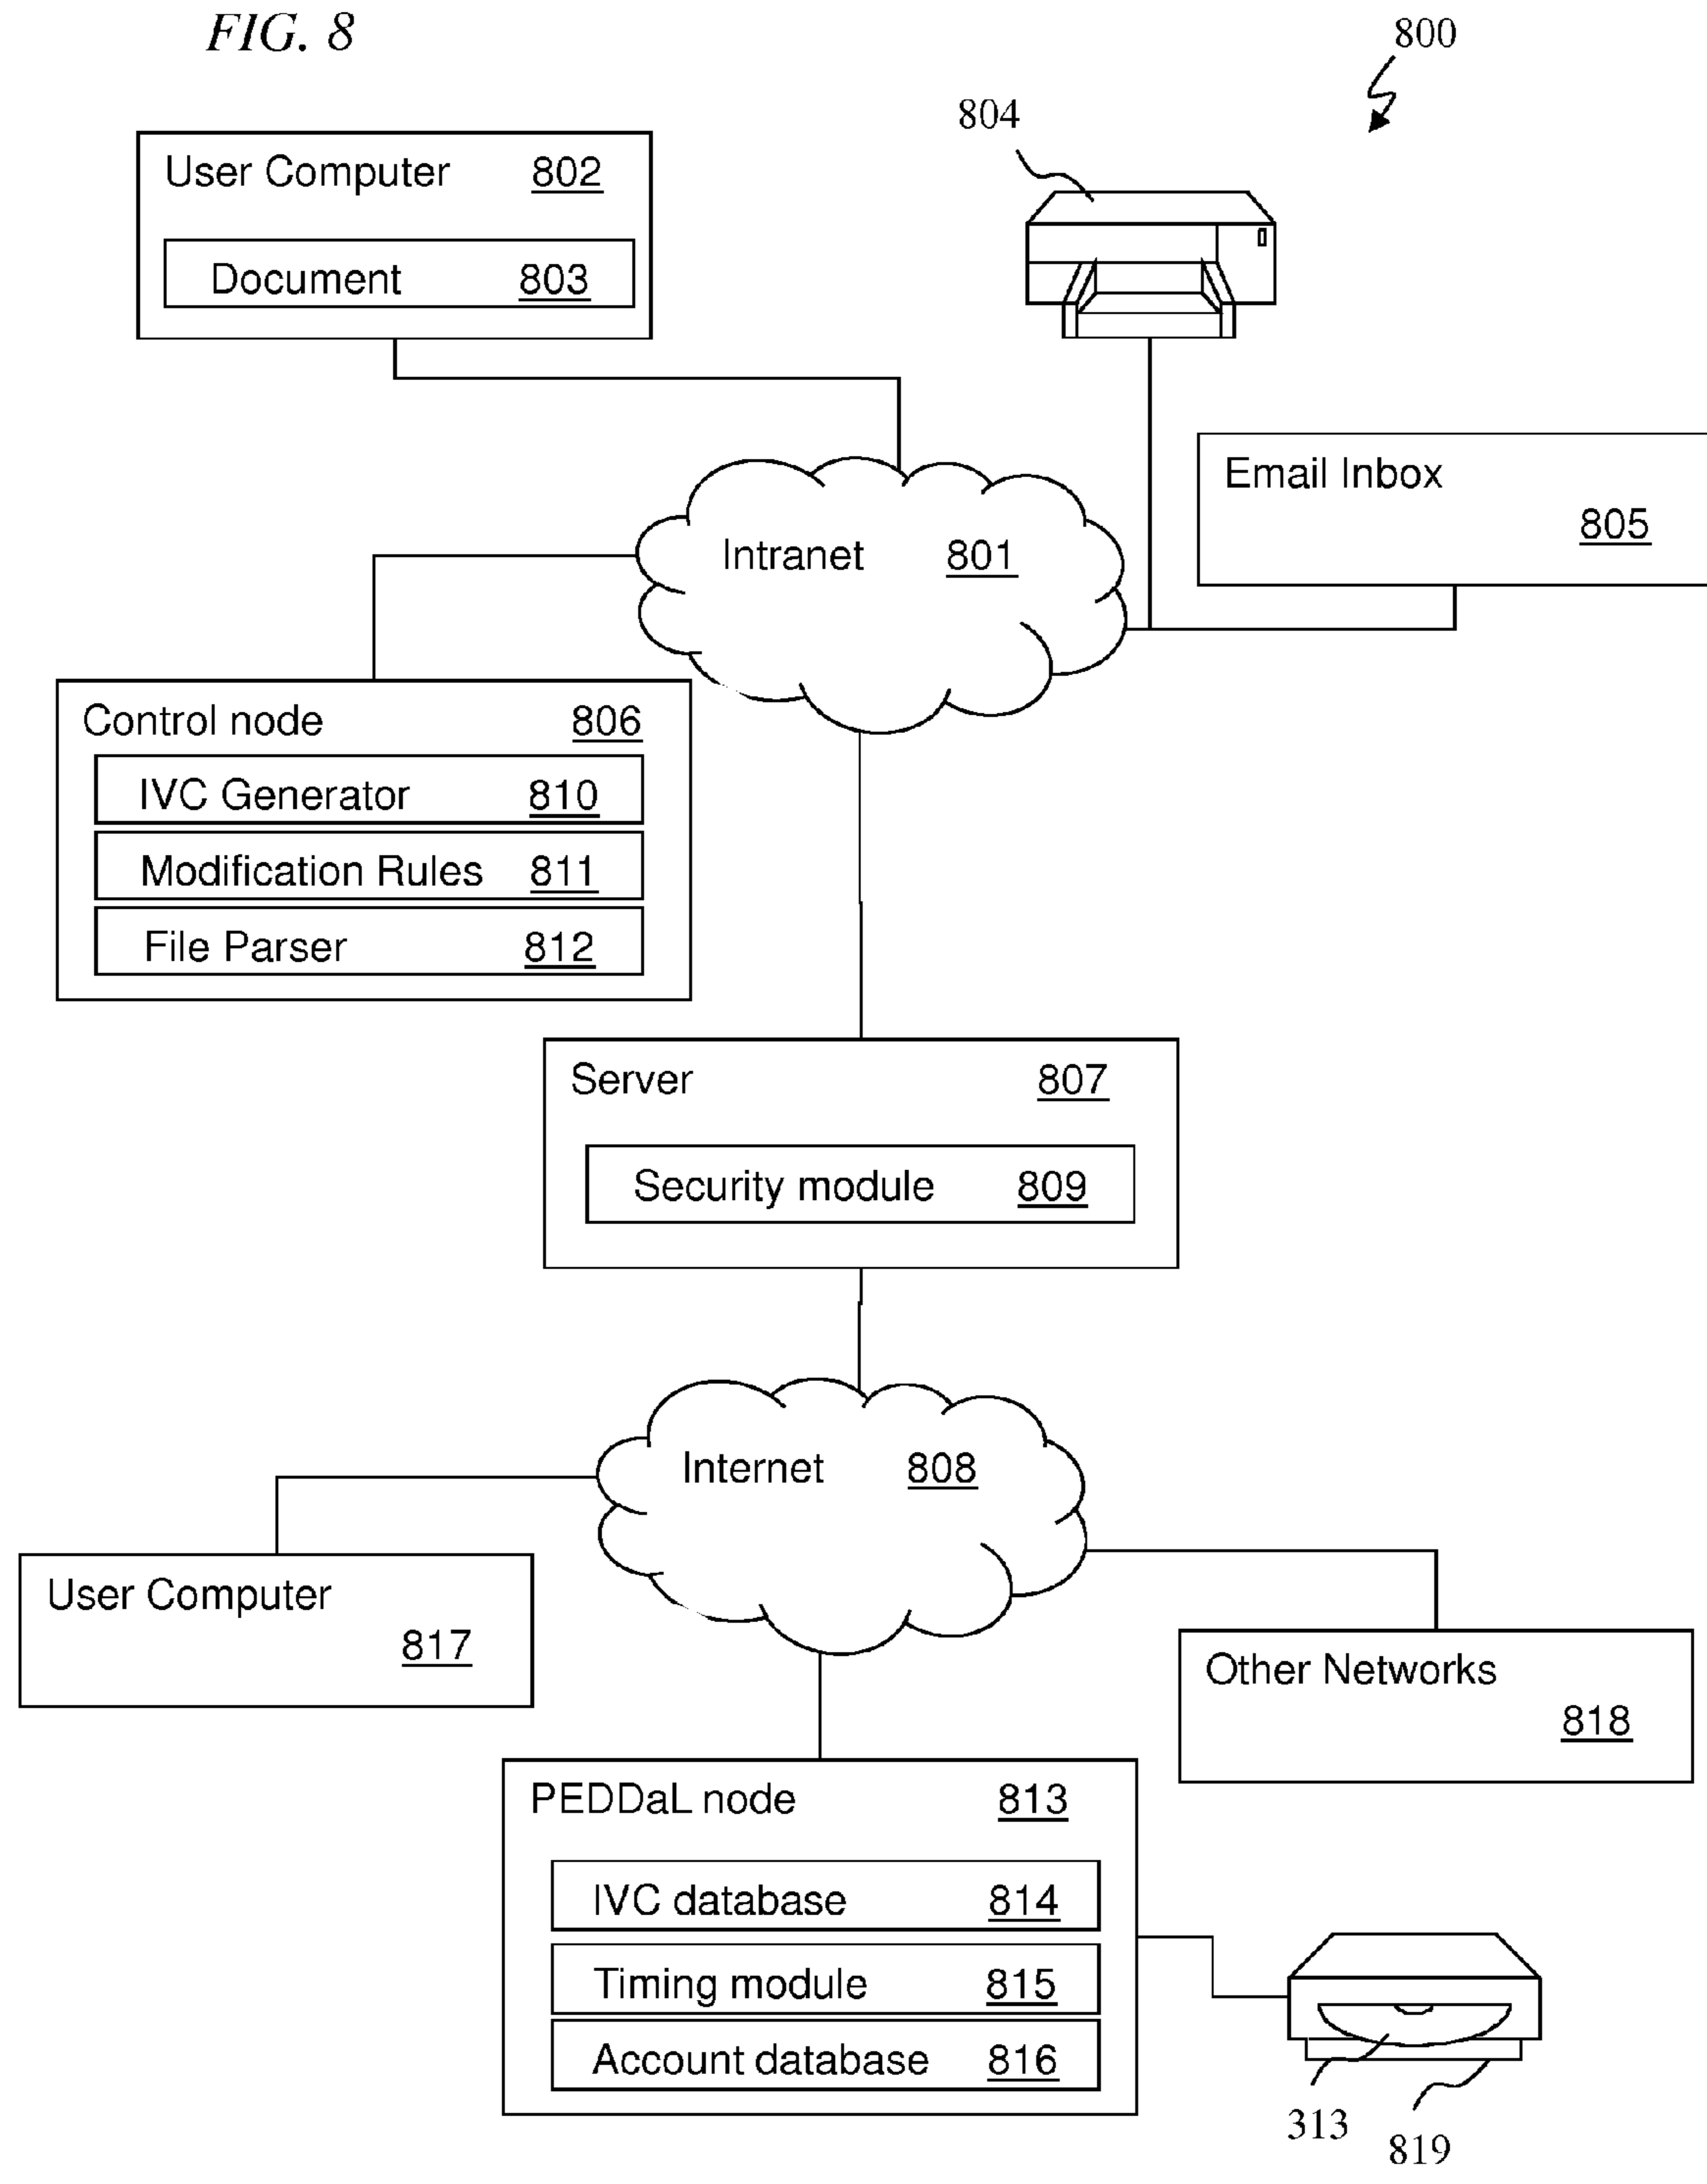 FIG. 8
800
804
User Computer 802
Document 803
Email Inbox
805
Intranet 801
Control node 806
IVC Generator 810
Modification Rules 811
File Parser 812
Server 807
Security module 809
Internet 808
User Computer
817
Other Networks
818
PEDDaL node 813
IVC database 814
Timing module 815
Account database 816
313
819